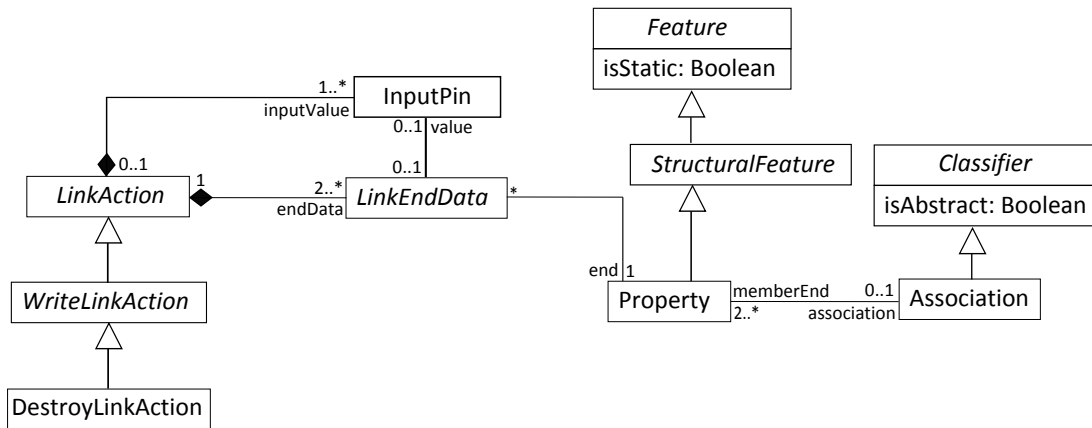 Feature
isStatic: Boolean
1..*
inputValue
InputPin
0..1 value
0..1
StructuralFeature
Classifier
isAbstract: Boolean
0..1
LinkAction
1
2..*
endData
LinkEndData
*
end 1
WriteLinkAction
Property
memberEnd
2..*
0..1
association
Association
DestroyLinkAction